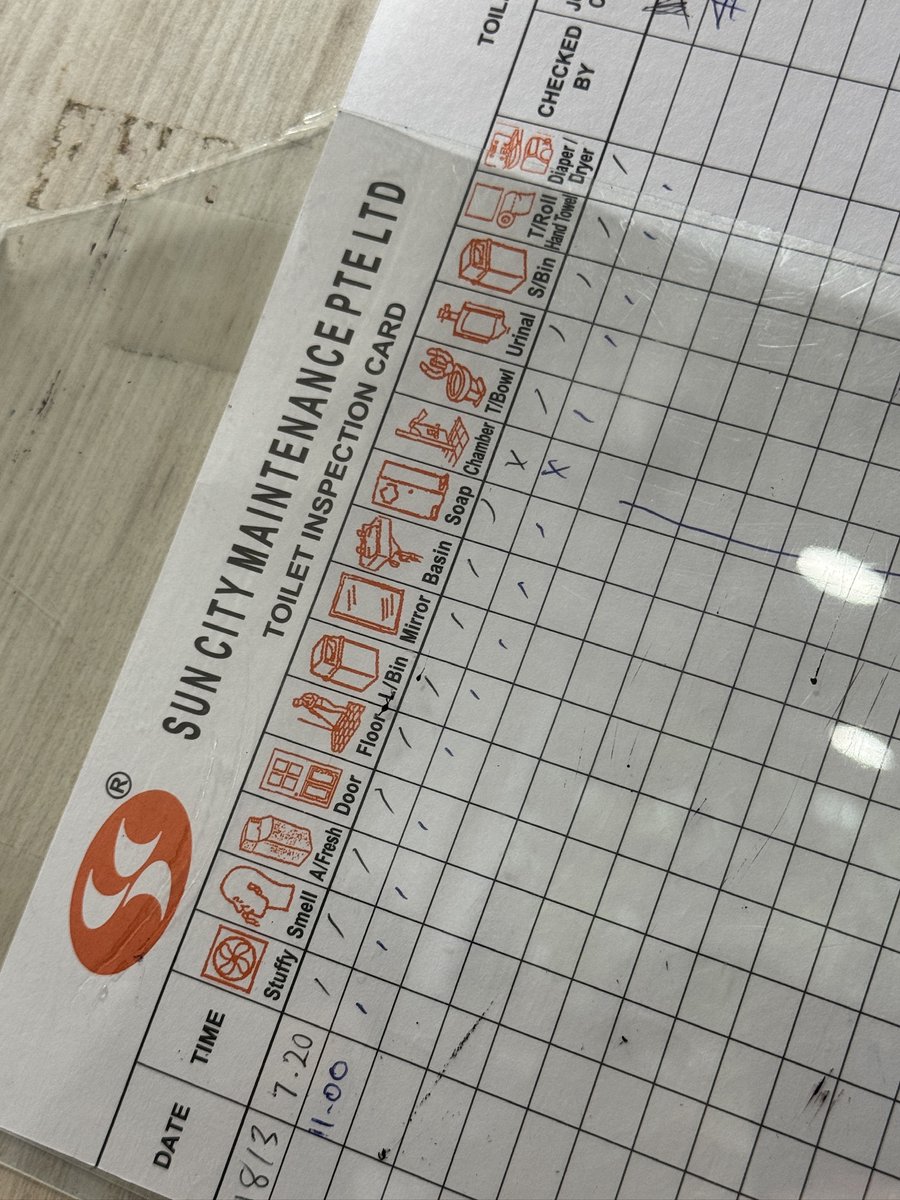 SUN CITY MAINTENANCE PTE LTD
TOILET INSPECTION CARD
®
DATE TIME Stuffy Smell A/Fresh Door Floor L/Bin Mirror Basin Soap Chamber T/Bowl Urinal S/Bin T/Roll Hand Towel Diaper Dryer CHECKED BY
18/3 7.20 / / / / / / / / / x / / / / /
11.00 / / / / / / / / / x / / / / /